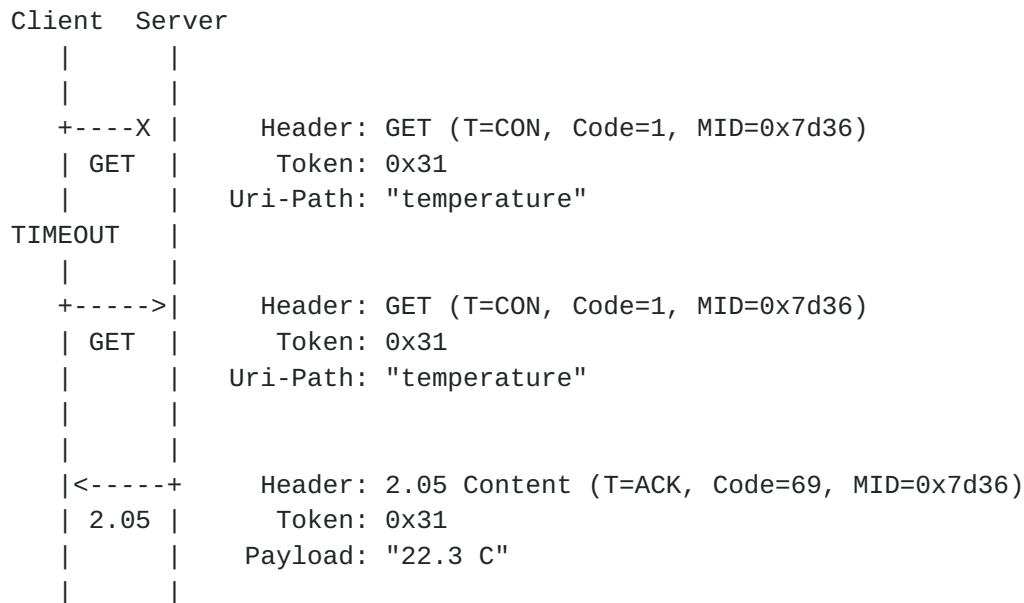 Client  Server
   |      |
   |      |
   +----X |     Header: GET (T=CON, Code=1, MID=0x7d36)
   | GET  |      Token: 0x31
   |      |   Uri-Path: "temperature"
TIMEOUT   |
   |      |
   +----->|     Header: GET (T=CON, Code=1, MID=0x7d36)
   | GET  |      Token: 0x31
   |      |   Uri-Path: "temperature"
   |      |
   |      |
   |<-----+     Header: 2.05 Content (T=ACK, Code=69, MID=0x7d36)
   | 2.05 |      Token: 0x31
   |      |    Payload: "22.3 C"
   |      |